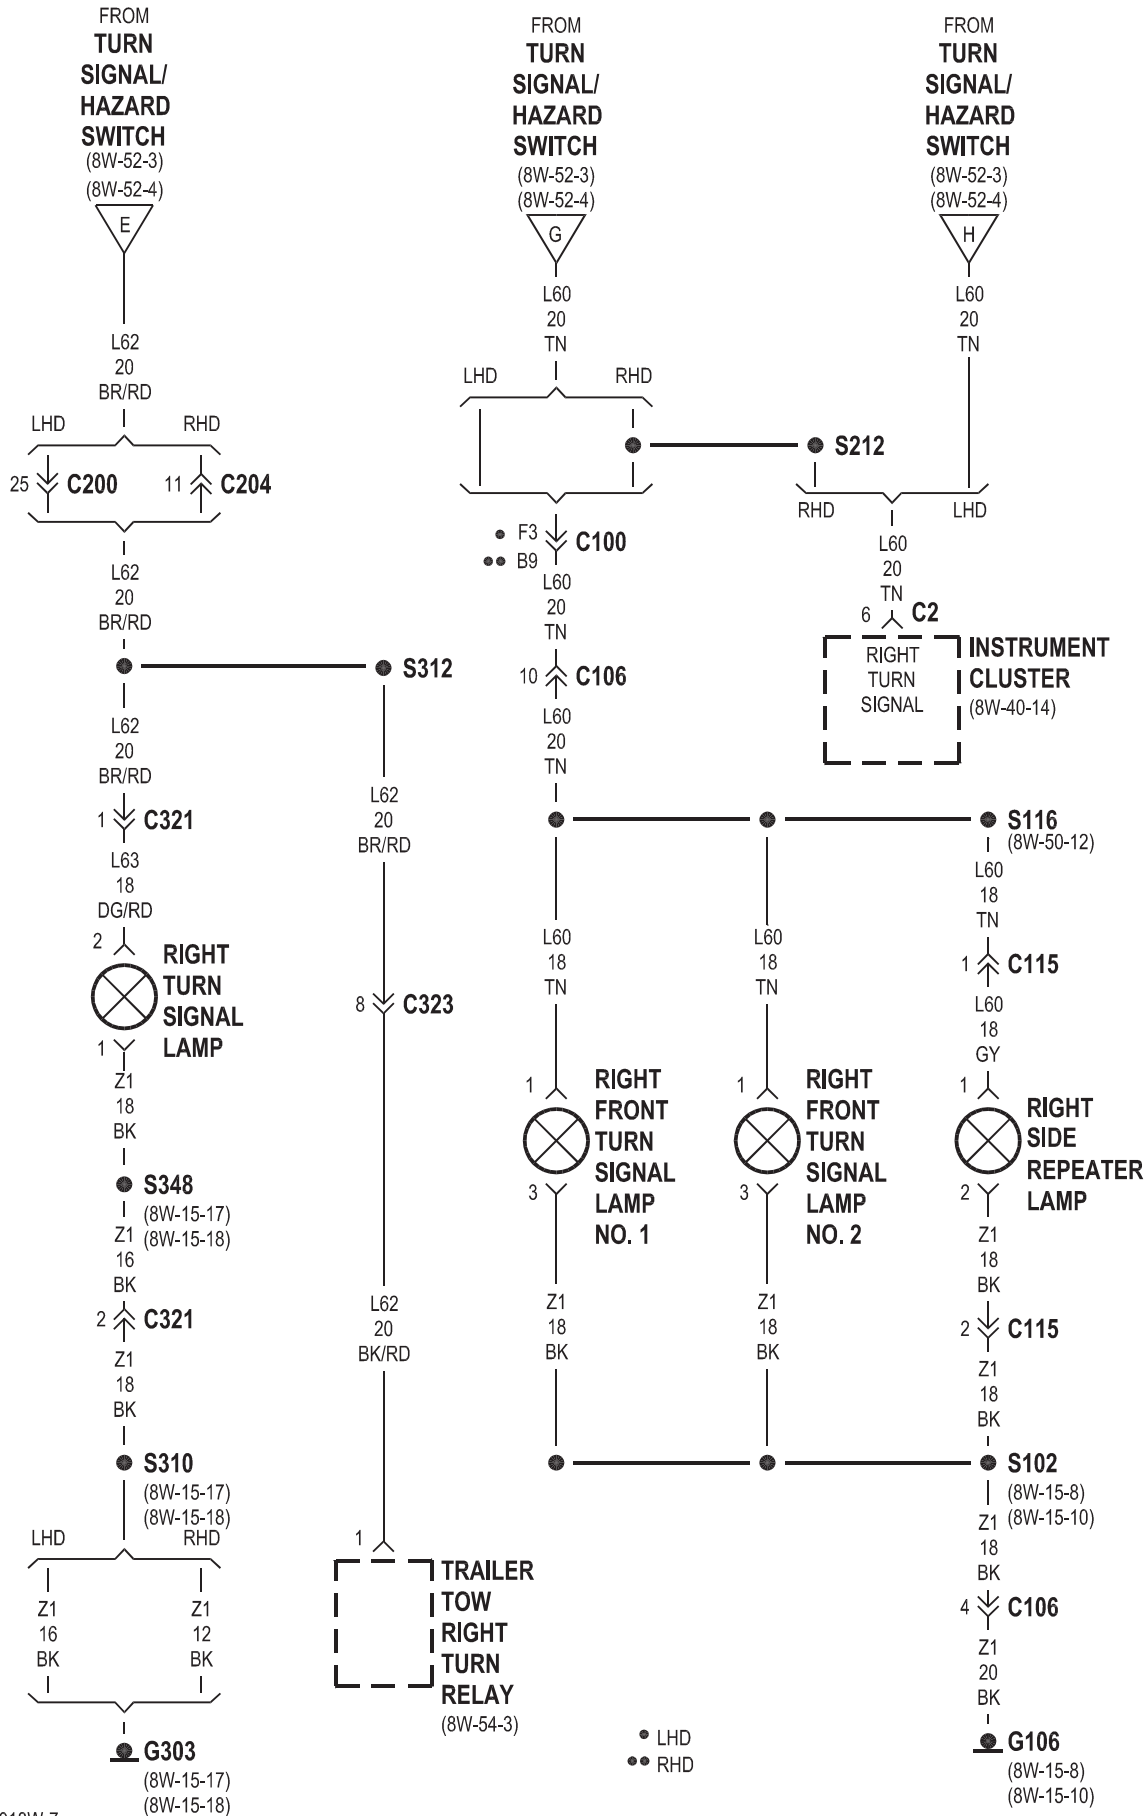 FROM
TURN
SIGNAL/
HAZARD
SWITCH
(8W-52-3)
(8W-52-4)
E
L62
20
BR/RD
LHD
RHD
25
C200
11
C204
L62
20
BR/RD
S312
L62
20
BR/RD
1
C321
L63
18
DG/RD
2
RIGHT
TURN
SIGNAL
LAMP
1
Z1
18
BK
S348
(8W-15-17)
(8W-15-18)
Z1
16
BK
2
C321
Z1
18
BK
S310
(8W-15-17)
(8W-15-18)
LHD
RHD
Z1
16
BK
Z1
12
BK
G303
(8W-15-17)
(8W-15-18)
L62
20
BR/RD
8
C323
L62
20
BK/RD
1
TRAILER
TOW
RIGHT
TURN
RELAY
(8W-54-3)
FROM
TURN
SIGNAL/
HAZARD
SWITCH
(8W-52-3)
(8W-52-4)
G
L60
20
TN
LHD
RHD
S212
F3
B9
C100
L60
20
TN
10
C106
L60
20
TN
FROM
TURN
SIGNAL/
HAZARD
SWITCH
(8W-52-3)
(8W-52-4)
H
L60
20
TN
RHD
LHD
L60
20
TN
6
C2
RIGHT
TURN
SIGNAL
INSTRUMENT
CLUSTER
(8W-40-14)
S116
(8W-50-12)
L60
18
TN
1
RIGHT
FRONT
TURN
SIGNAL
LAMP
NO. 1
3
Z1
18
BK
L60
18
TN
1
RIGHT
FRONT
TURN
SIGNAL
LAMP
NO. 2
3
Z1
18
BK
L60
18
TN
1
C115
L60
18
GY
1
RIGHT
SIDE
REPEATER
LAMP
2
Z1
18
BK
2
C115
Z1
18
BK
S102
(8W-15-8)
(8W-15-10)
Z1
18
BK
4
C106
Z1
20
BK
G106
(8W-15-8)
(8W-15-10)
LHD
RHD